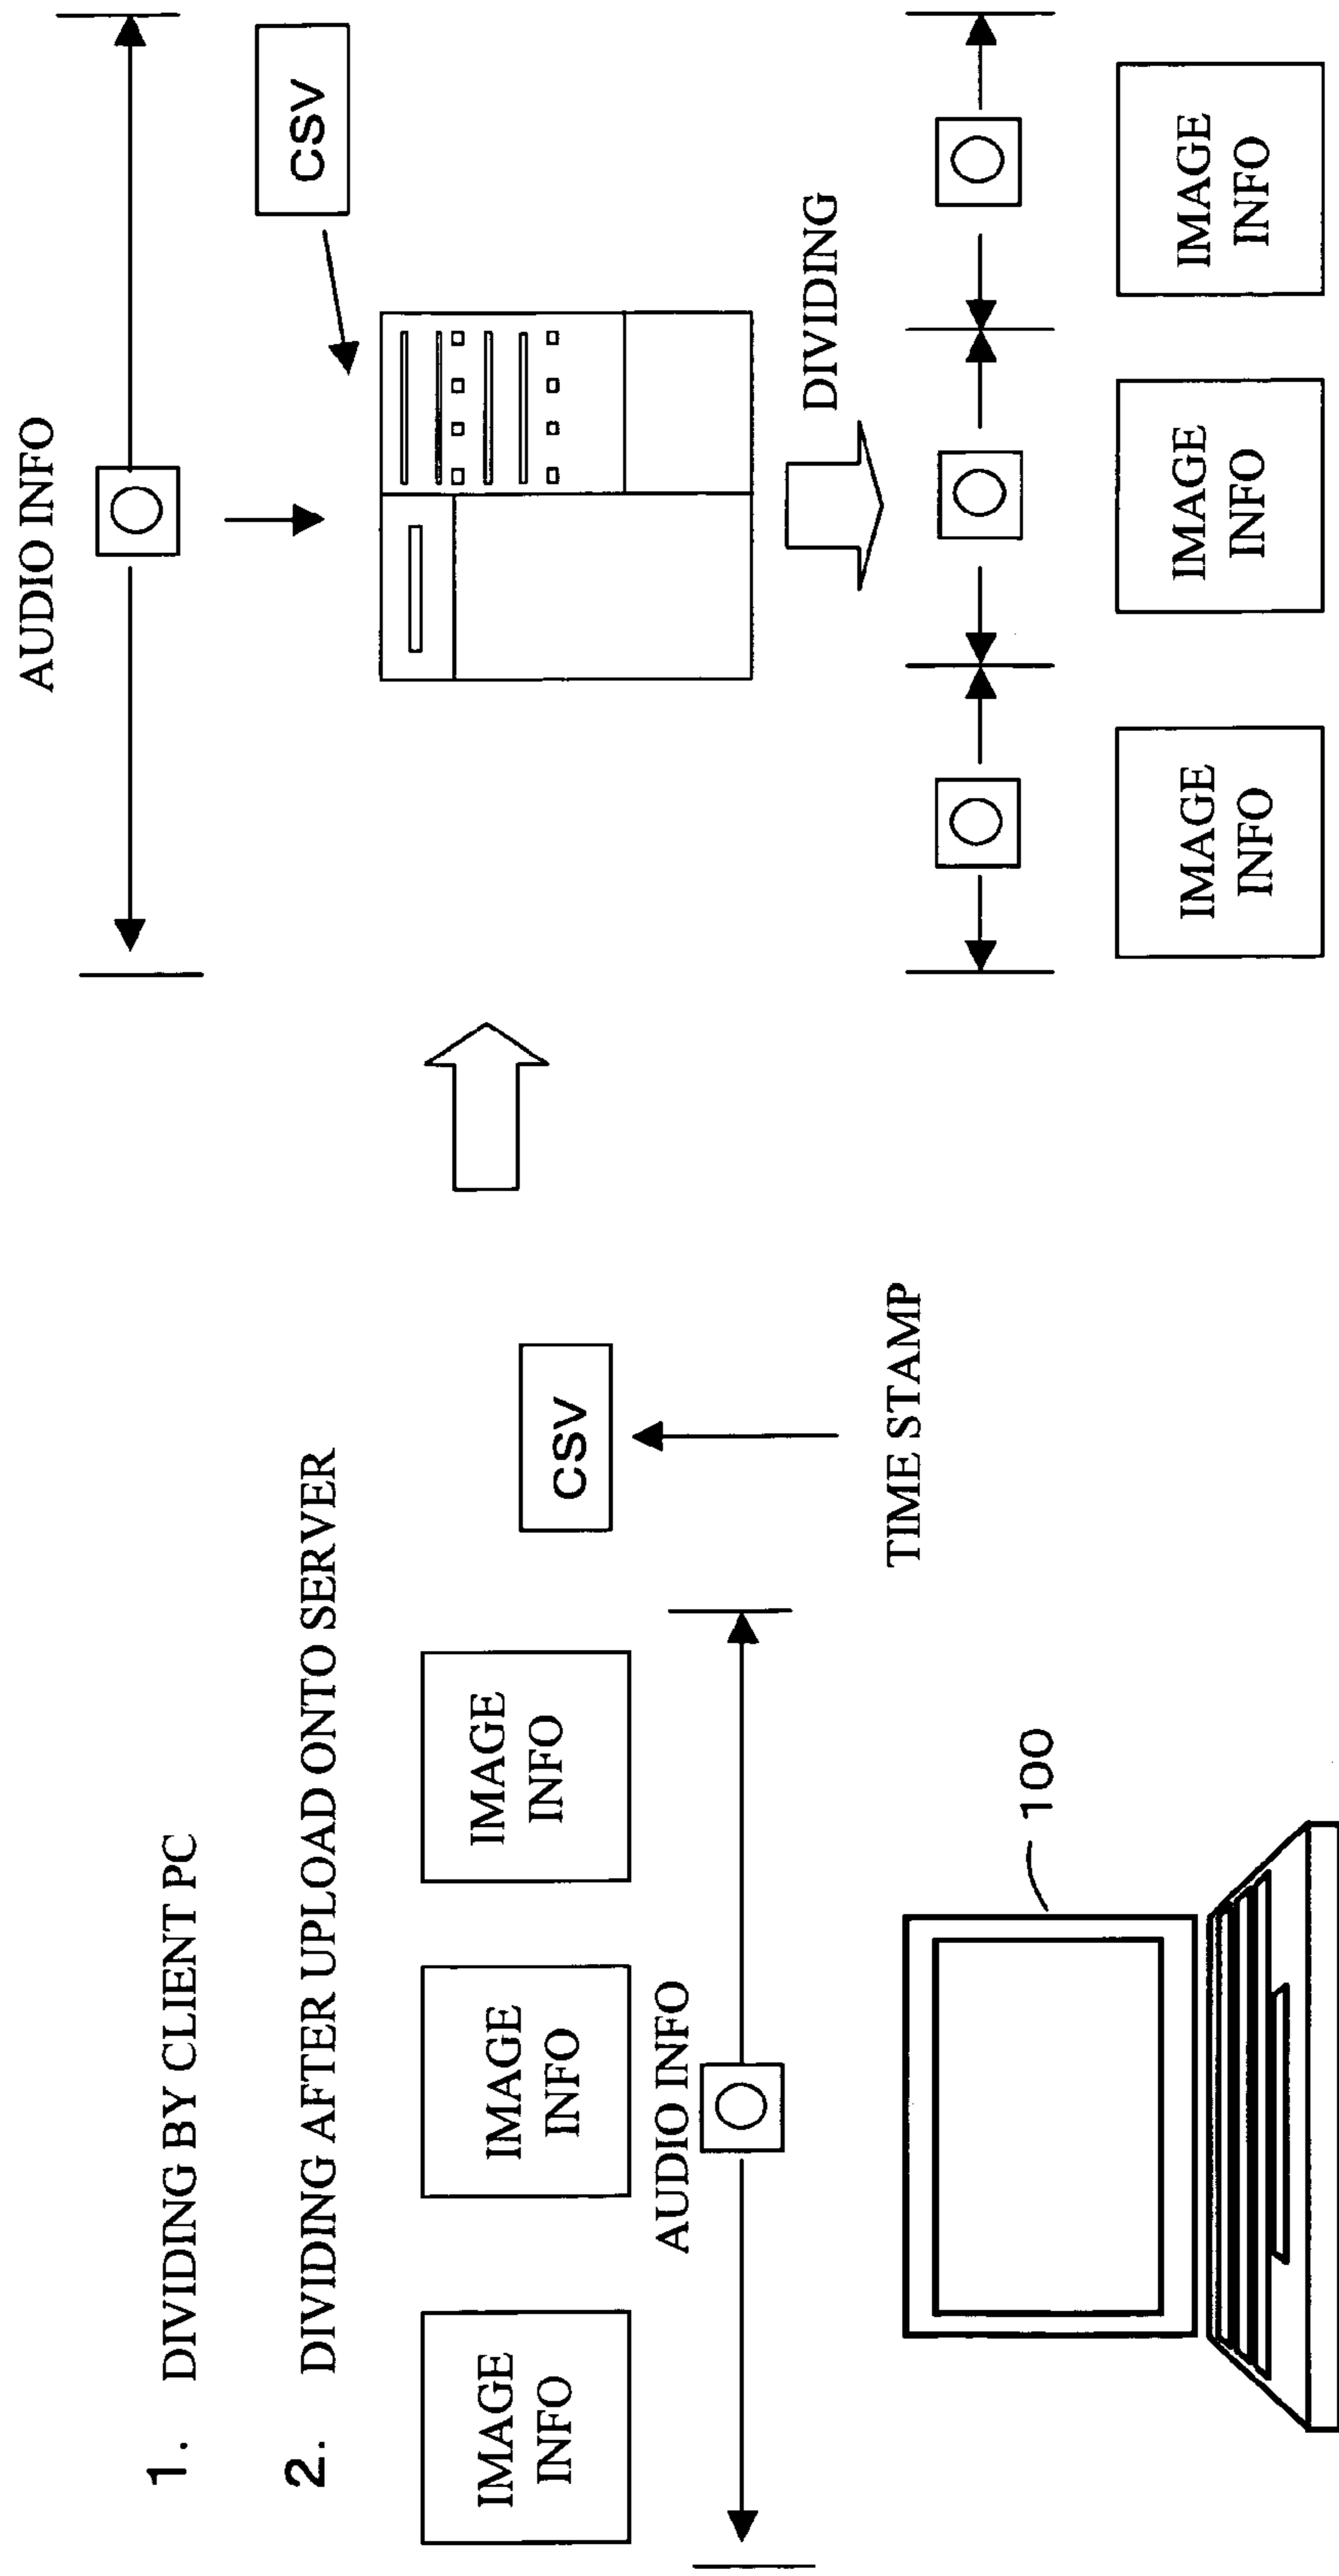 1. DIVIDING BY CLIENT PC
2. DIVIDING AFTER UPLOAD ONTO SERVER
IMAGE
INFO
IMAGE
INFO
IMAGE
INFO
AUDIO INFO
CSV
TIME STAMP
100
AUDIO INFO
CSV
DIVIDING
IMAGE
INFO
IMAGE
INFO
IMAGE
INFO